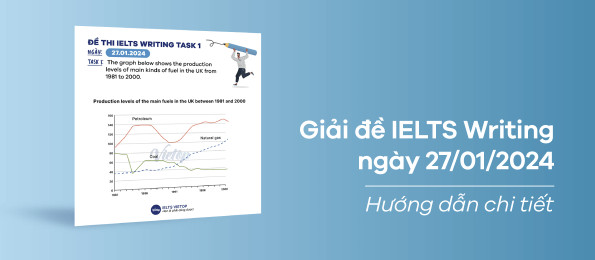 ĐỀ THI IELTS WRITING TASK 1
NGÀY: 27.01.2024
TASK 1: The graph below shows the production
levels of main kinds of fuel in the UK from
1981 to 2000.
Production levels of the main fuels in the UK between 1981 and 2000
Petroleum
Natural gas
Coal
IELTS VIETOP
Giải đề IELTS Writing
ngày 27/01/2024
Hướng dẫn chi tiết